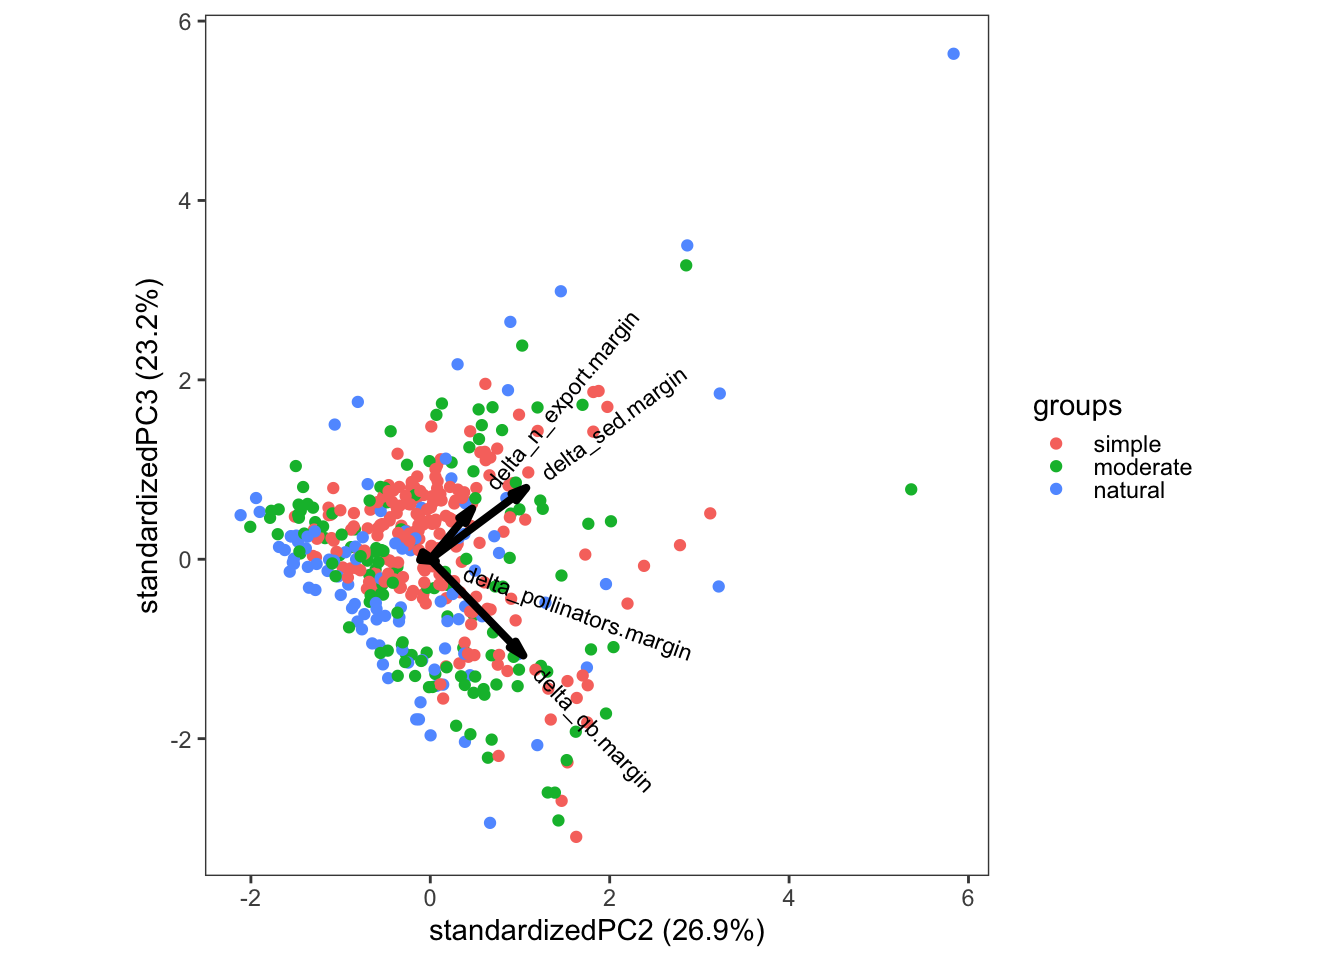 6
4
2
0
-2
standardizedPC3 (23.2%)
delta_n_export.margin
delta_sed.margin
delta_pollinators.margin
delta_qb.margin
-2
0
2
4
6
standardizedPC2 (26.9%)
groups
simple
moderate
natural